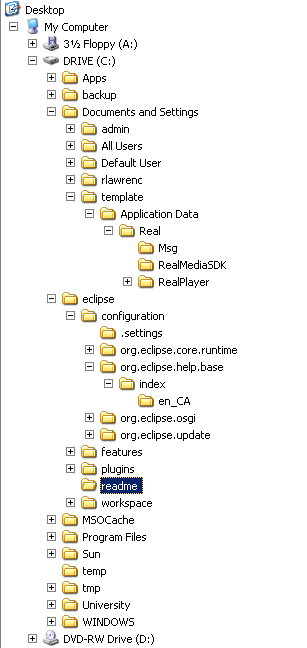 Desktop
My Computer
3½ Floppy (A:)
DRIVE (C:)
Apps
backup
Documents and Settings
admin
All Users
Default User
rlawrenc
template
Application Data
Real
Msg
RealMediaSDK
RealPlayer
eclipse
configuration
.settings
org.eclipse.core.runtime
org.eclipse.help.base
index
en_CA
org.eclipse.osgi
org.eclipse.update
features
plugins
readme
workspace
MSOCache
Program Files
Sun
temp
tmp
University
WINDOWS
DVD-RW Drive (D:)